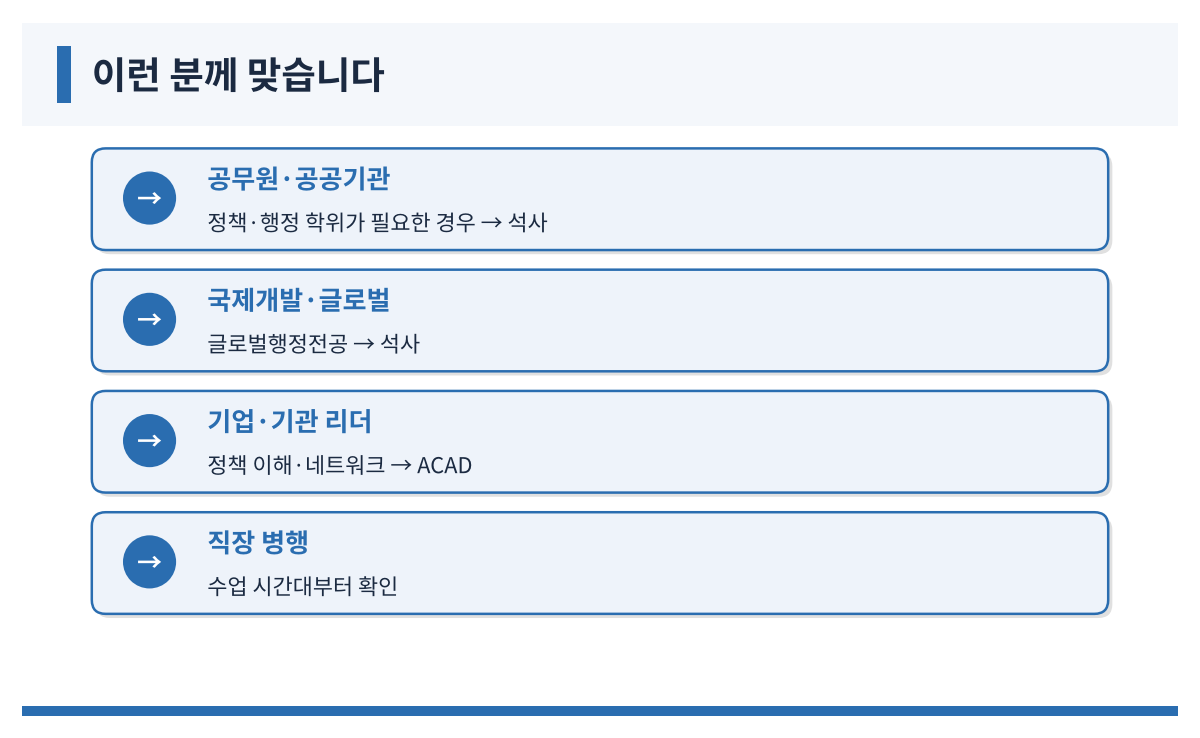 이런 분께 맞습니다
→
공무원·공공기관
정책·행정 학위가 필요한 경우 → 석사
→
국제개발·글로벌
글로벌행정전공 → 석사
→
기업·기관 리더
정책 이해·네트워크 → ACAD
→
직장 병행
수업 시간대부터 확인